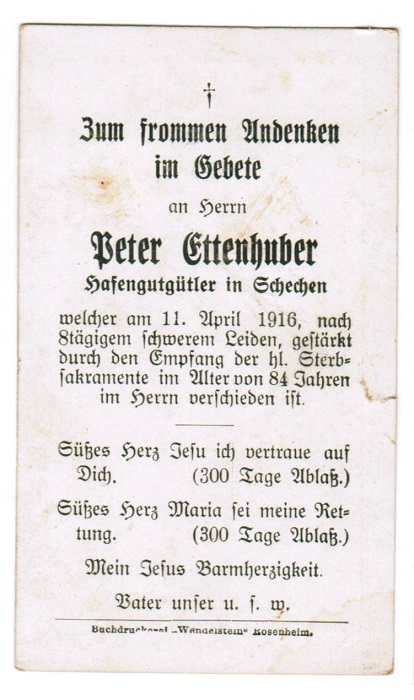 †
Zum frommen Andenken
im Gebete
an Herrn
Peter Ettenhuber
Hafengutgütler in Schechen
welcher am 11. April 1916, nach
8tägigem schwerem Leiden, gestärkt
durch den Empfang der hl. Sterb-
sakramente im Alter von 84 Jahren
im Herrn verschieden ist.
Süßes Herz Jesu ich vertraue auf
Dich. (300 Tage Ablaß.)
Süßes Herz Maria sei meine Ret-
tung. (300 Tage Ablaß.)
Mein Jesus Barmherzigkeit.
Vater unser u. s. w.
Buchdruckerei „Wendelstein" Rosenheim.